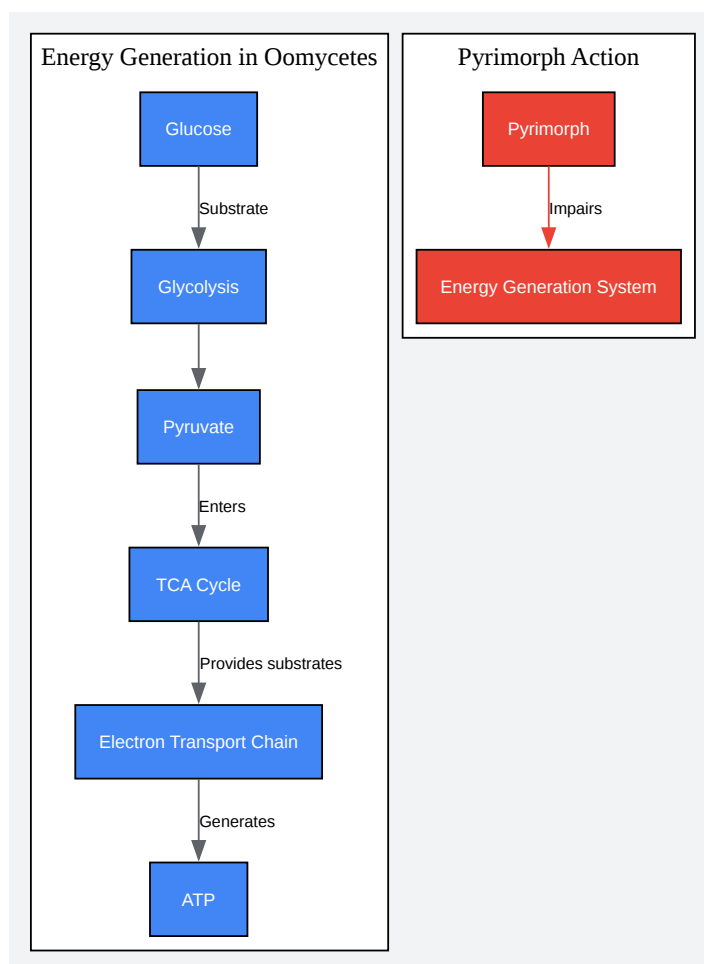 Energy Generation in Oomycetes
Glucose
Substrate
Glycolysis
Pyruvate
Enters
TCA Cycle
Provides substrates
Electron Transport Chain
Generates
ATP
Pyrimorph Action
Pyrimorph
Impairs
Energy Generation System